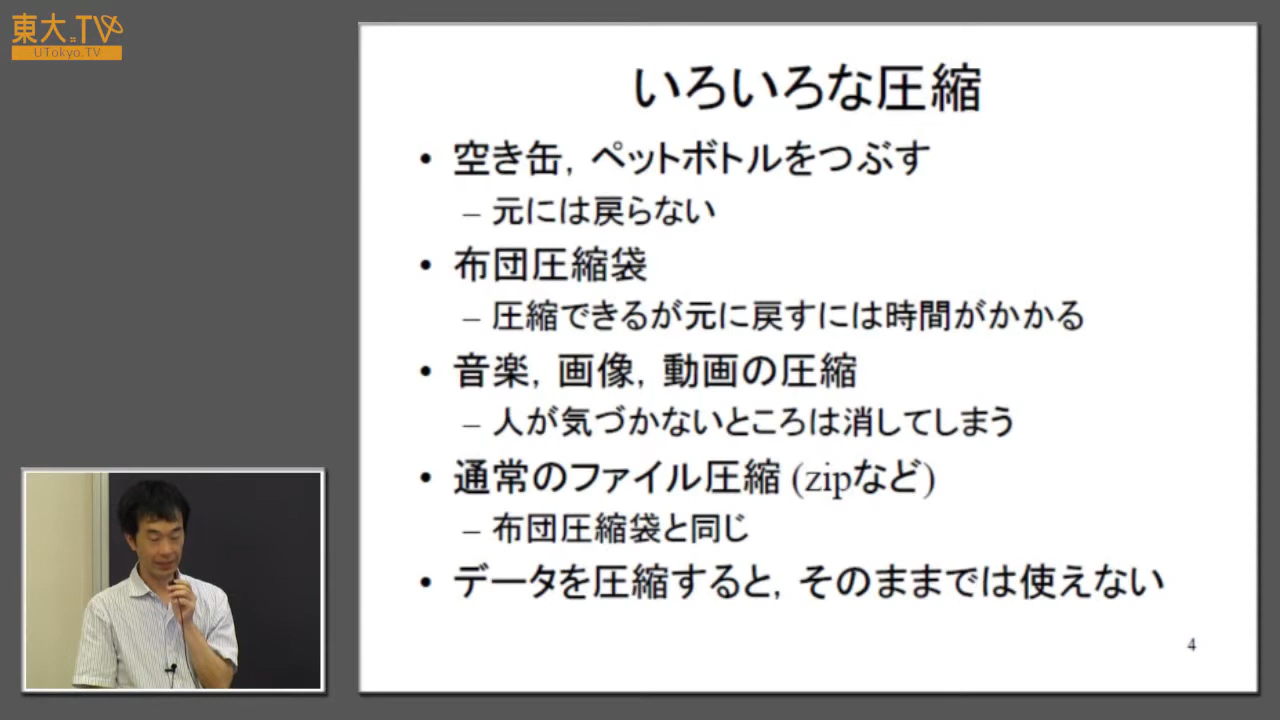 東大.TV
UTokyo.TV
いろいろな圧縮
• 空き缶，ペットボトルをつぶす
– 元には戻らない
• 布団圧縮袋
– 圧縮できるが元に戻すには時間がかかる
• 音楽，画像，動画の圧縮
– 人が気づかないところは消してしまう
• 通常のファイル圧縮 (zipなど)
– 布団圧縮袋と同じ
• データを圧縮すると，そのままでは使えない
4